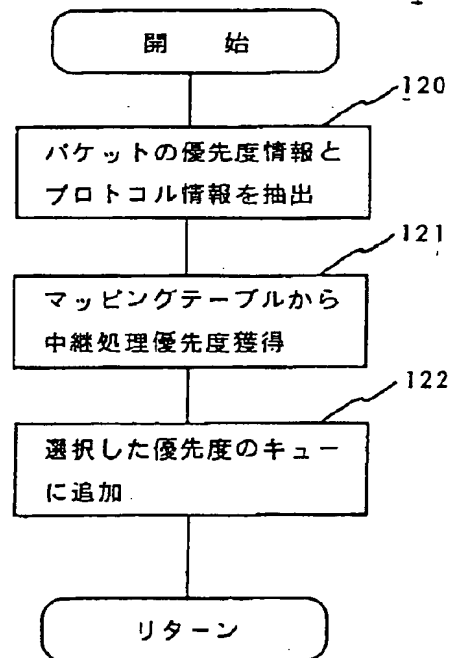 開 始
120
パケットの優先度情報と
プロトコル情報を抽出
121
マッピングテーブルから
中継処理優先度獲得
122
選択した優先度のキュー
に追加
リターン